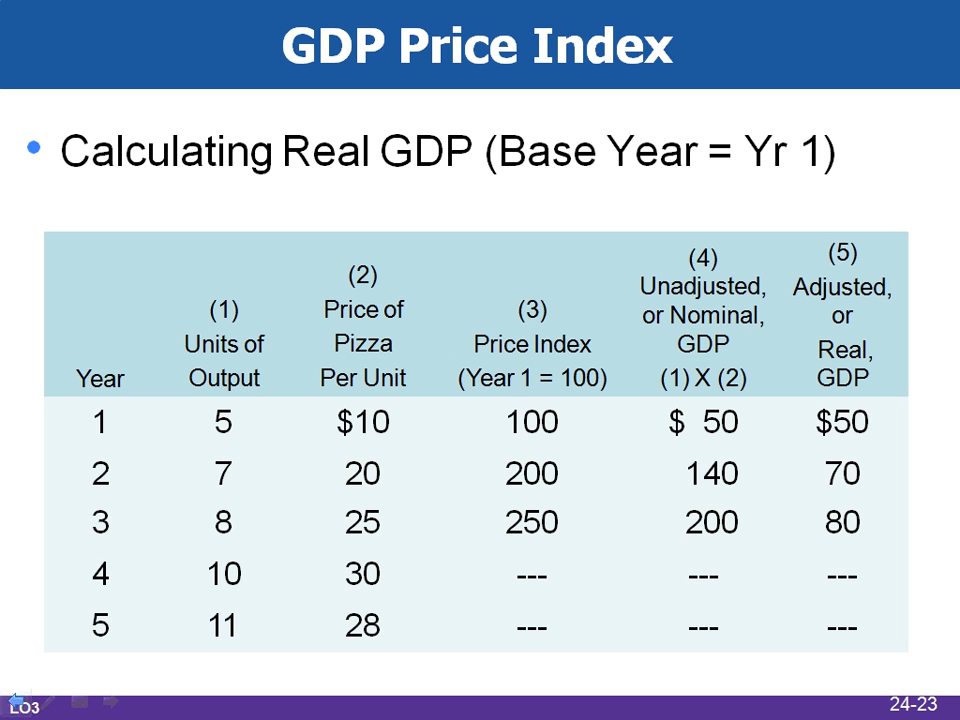 GDP Price Index
• Calculating Real GDP (Base Year = Yr 1)
Year
(1)
Units of
Output
(2)
Price of
Pizza
Per Unit
(3)
Price Index
(Year 1 = 100)
(4)
Unadjusted,
or Nominal,
GDP
(1) X (2)
(5)
Adjusted,
or
Real,
GDP
1 5 $10 100 $ 50 $50
2 7 20 200 140 70
3 8 25 250 200 80
4 10 30 --- --- ---
5 11 28 --- --- ---
LO3
24-23